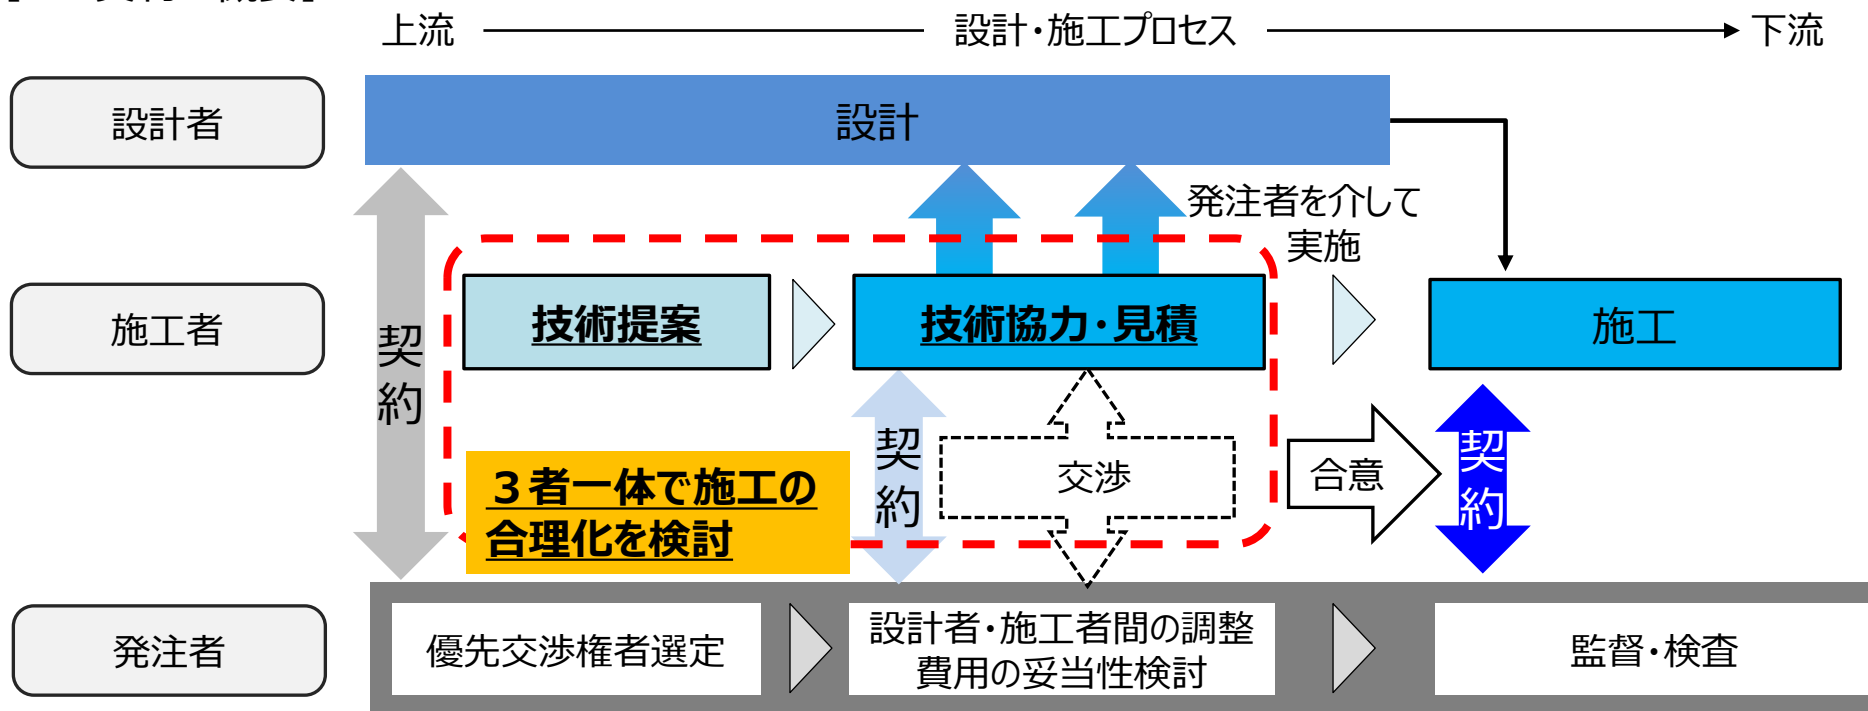 上流
設計・施工プロセス
下流
設計者
設計
発注者を介して
実施
施工者
技術提案
技術協力・見積
施工
契約
契約
交渉
合意
契約
３者一体で施工の
合理化を検討
発注者
優先交渉権者選定
設計者・施工者間の調整
費用の妥当性検討
監督・検査